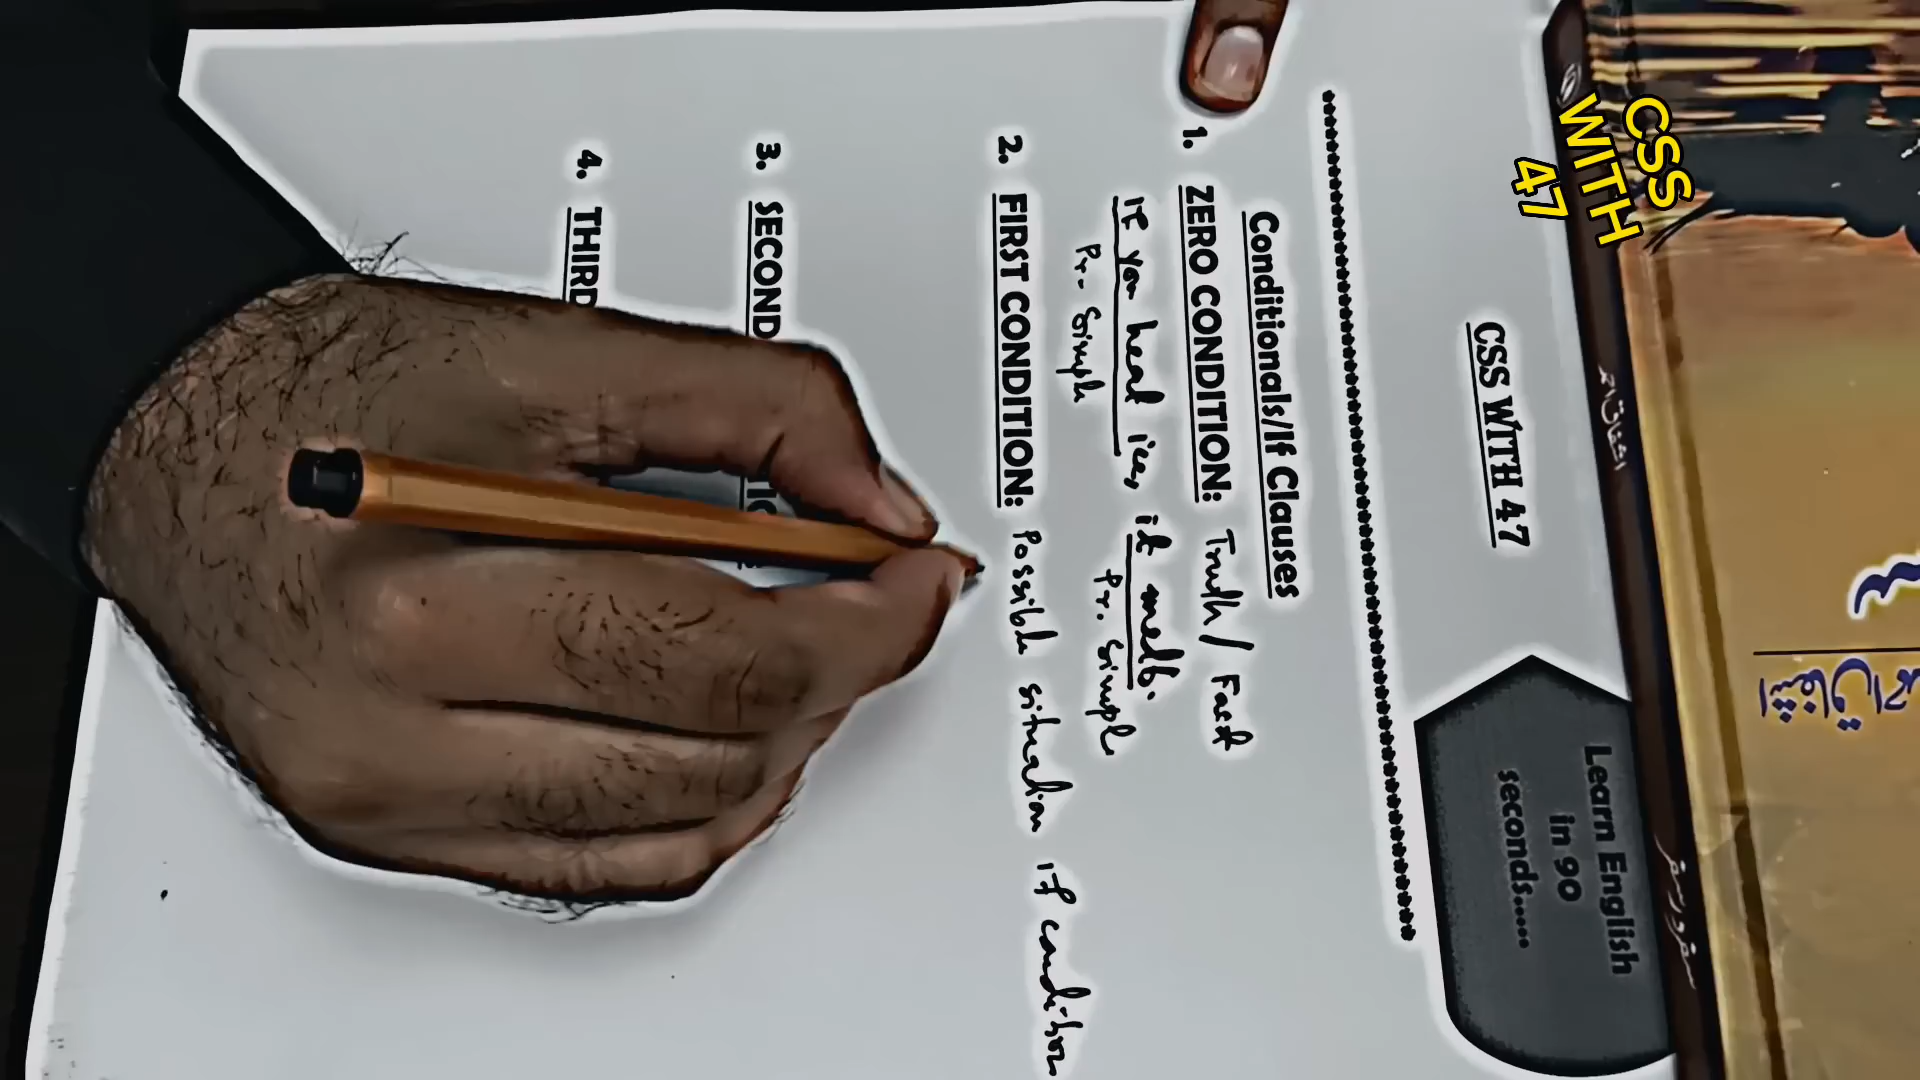 CSS
WITH
47
CSS WITH 47
Learn English
in 90
seconds.....
Conditionals/If Clauses
1. ZERO CONDITION: Truth / Fact
If you heat ice, it melts.
Pr. Simple Pr. Simple
2. FIRST CONDITION: Possible situation if condition
3. SECOND
4. THIRD
اشفاق احمد